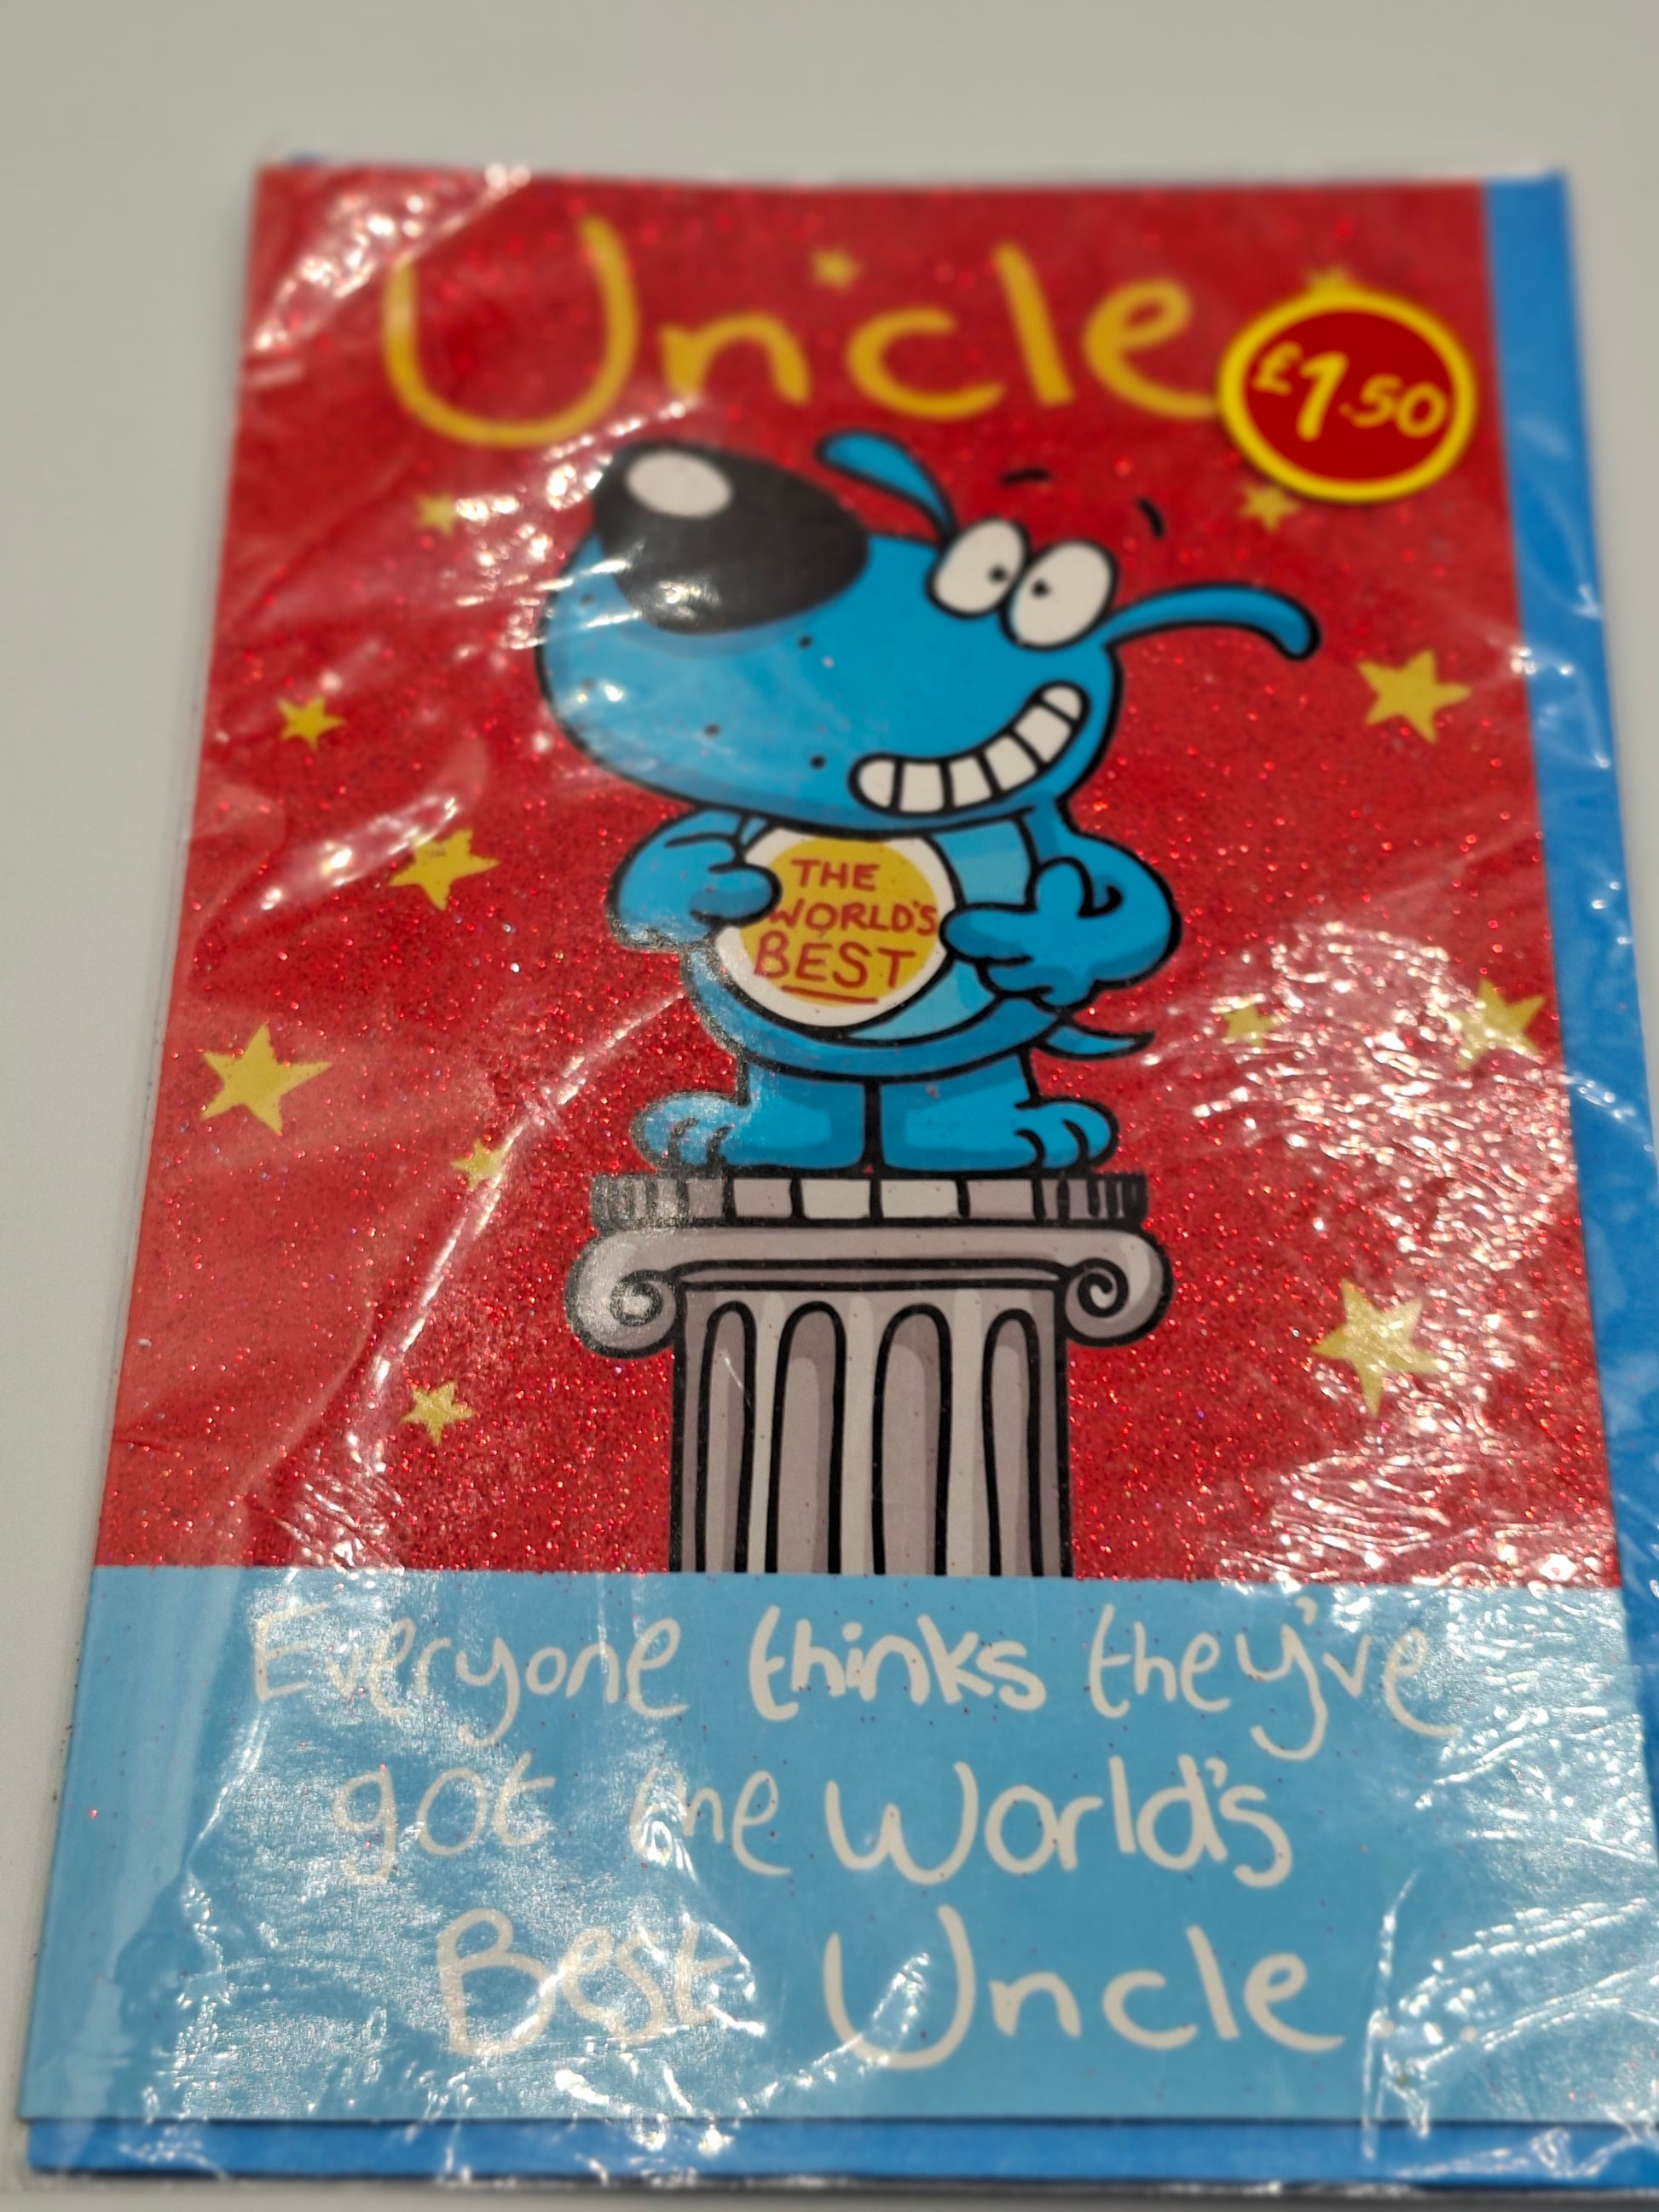 Uncle
£1.50
THE
WORLD'S
BEST
Everyone thinks they've
got the World's
Best Uncle...